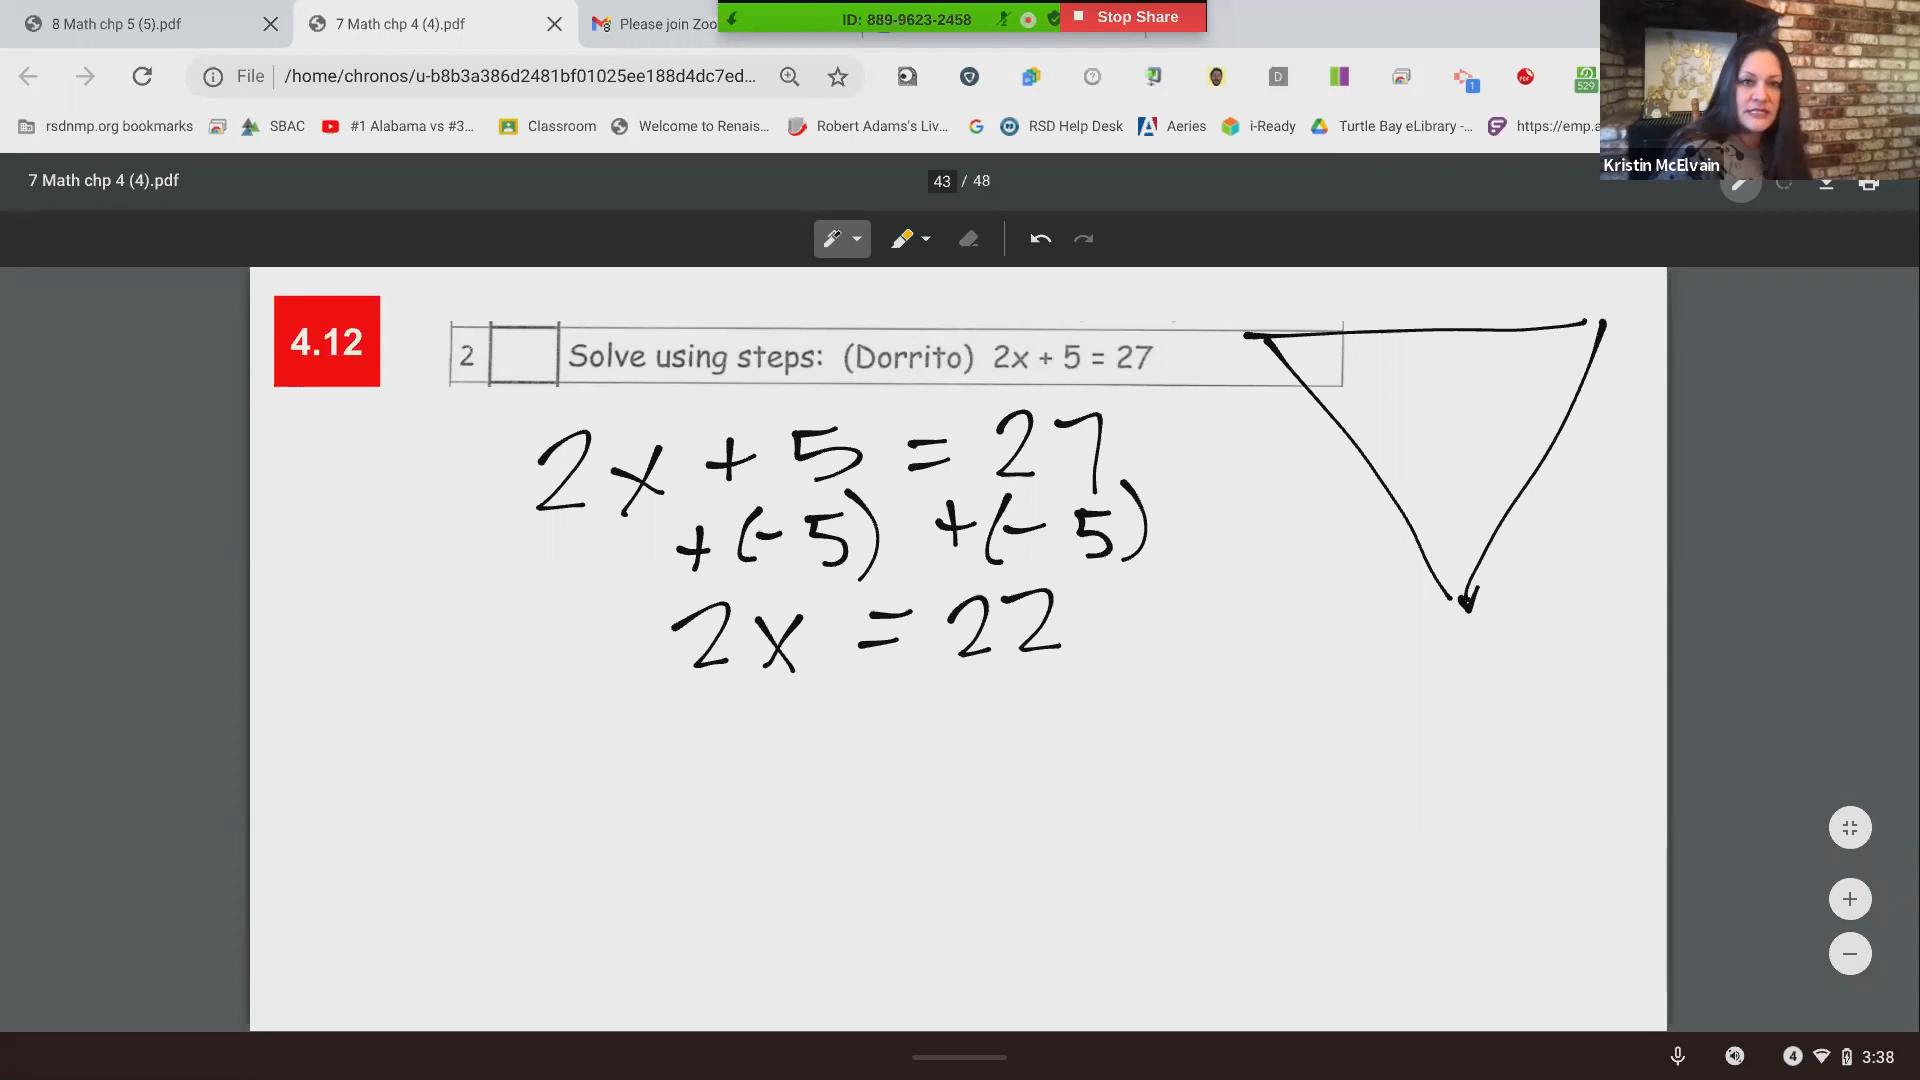 8 Math chp 5 (5).pdf
7 Math chp 4 (4).pdf
Please join Zoo
ID: 889-9623-2458
Stop Share
File
/home/chronos/u-b8b3a386d2481bf01025ee188d4dc7ed...
D
1
529
rsdnmp.org bookmarks
SBAC
#1 Alabama vs #3...
Classroom
Welcome to Renais...
Robert Adams's Liv...
RSD Help Desk
Aeries
i-Ready
Turtle Bay eLibrary -...
https://emp.a
Kristin McElvain
7 Math chp 4 (4).pdf
43 / 48
4.12
2 Solve using steps: (Dorrito) 2x + 5 = 27
2x + 5 = 27
+ (- 5) + (- 5)
2x = 22
4
3:38